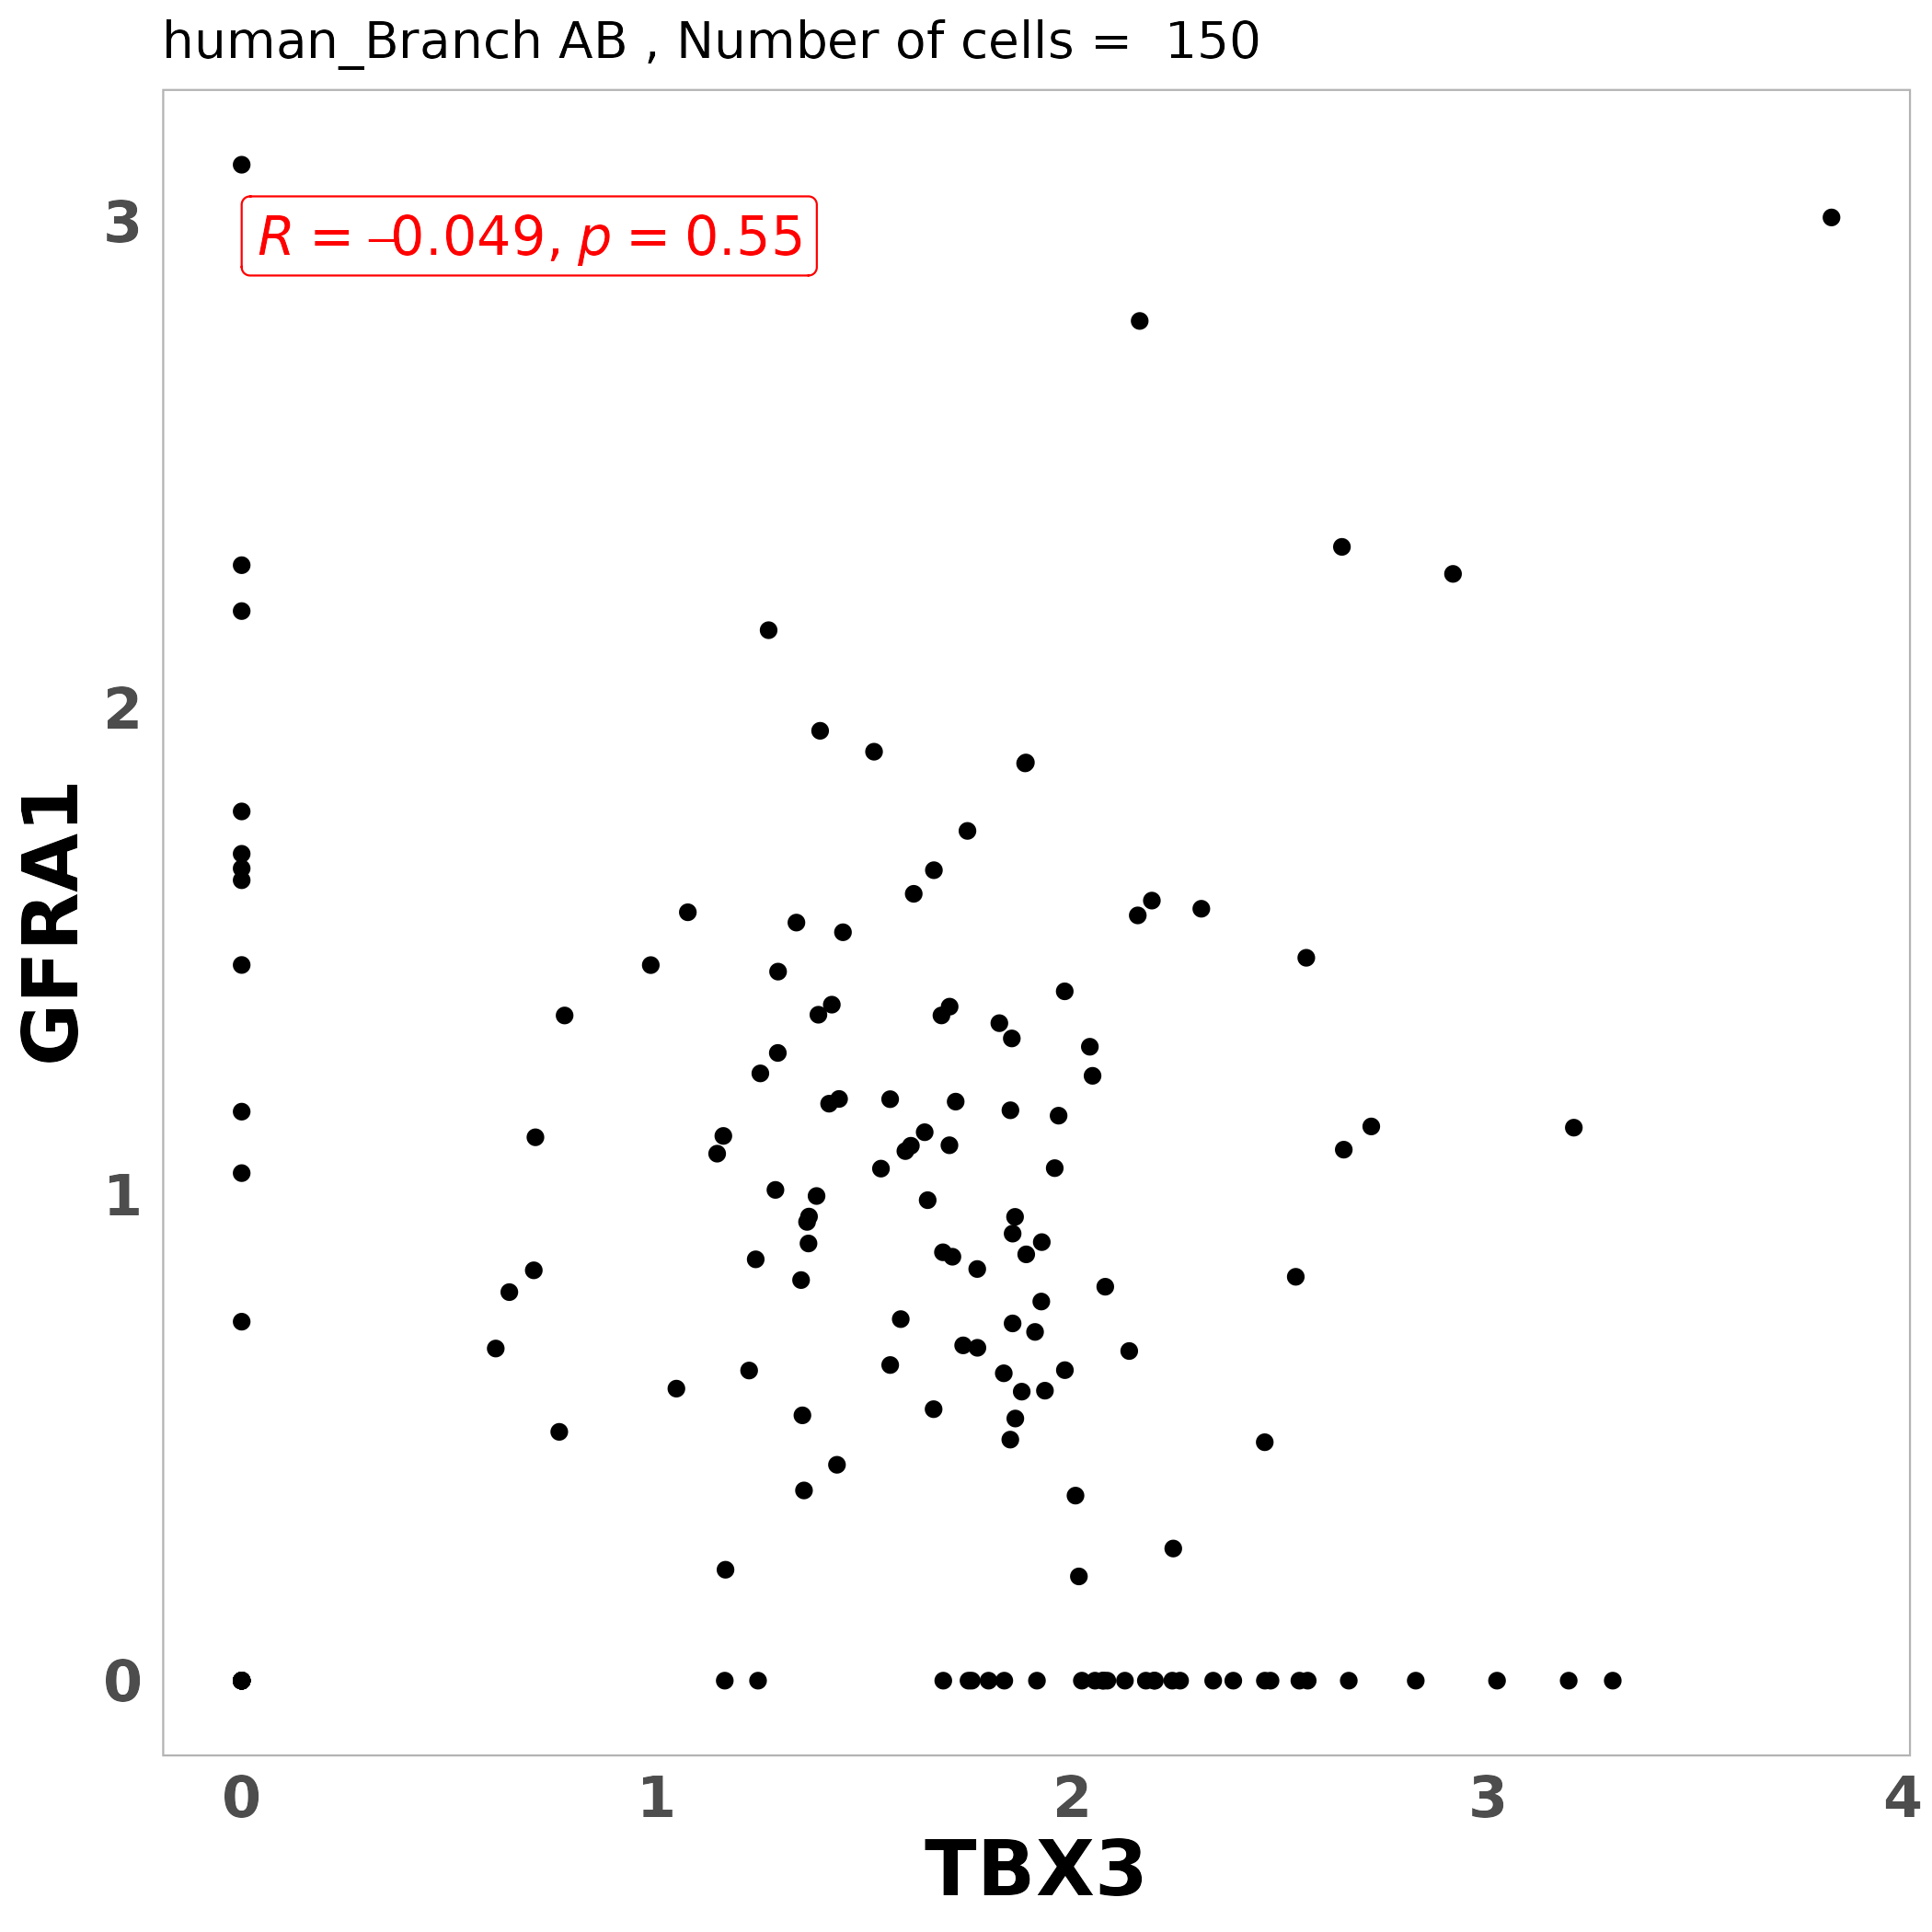 human_Branch AB , Number of cells =  150
R = –0.049, p = 0.55
3
2
1
0
GFRA1
0 1 2 3 4
TBX3